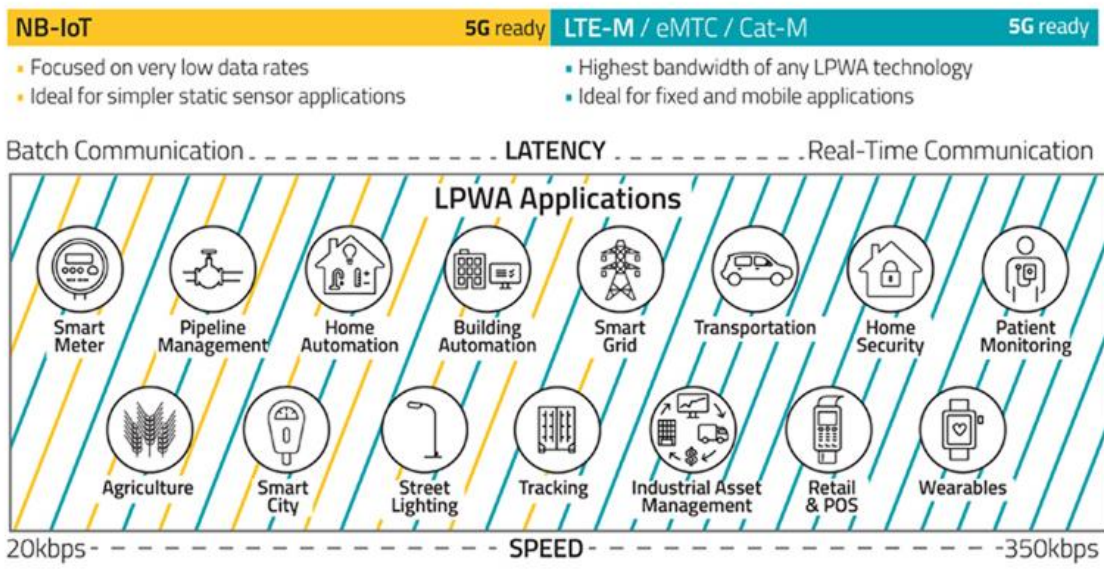 NB-IoT 5G ready LTE-M / eMTC / Cat-M 5G ready
▪ Focused on very low data rates
▪ Ideal for simpler static sensor applications
▪ Highest bandwidth of any LPWA technology
▪ Ideal for fixed and mobile applications
Batch Communication LATENCY Real-Time Communication
LPWA Applications
Smart
Meter
Pipeline
Management
Home
Automation
Building
Automation
Smart
Grid
Transportation
Home
Security
Patient
Monitoring
Agriculture
Smart
City
Street
Lighting
Tracking
Industrial Asset
Management
Retail
& POS
Wearables
20kbps SPEED 350kbps